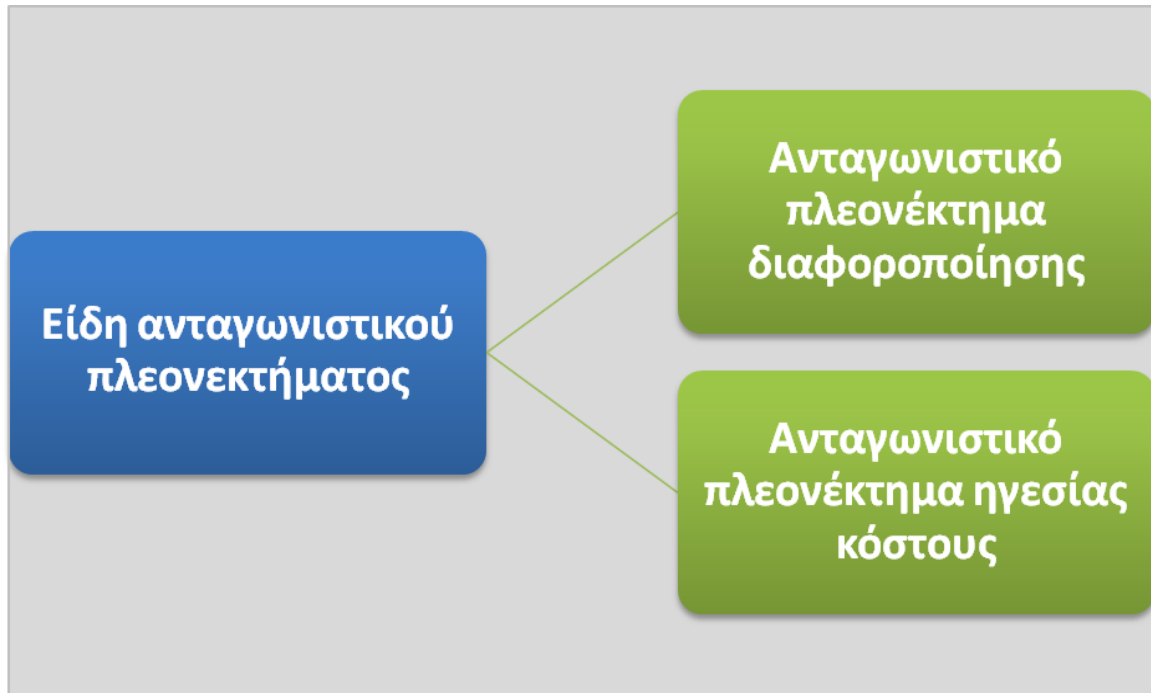 Είδη ανταγωνιστικού
πλεονεκτήματος
Ανταγωνιστικό
πλεονέκτημα
διαφοροποίησης
Ανταγωνιστικό
πλεονέκτημα ηγεσίας
κόστους